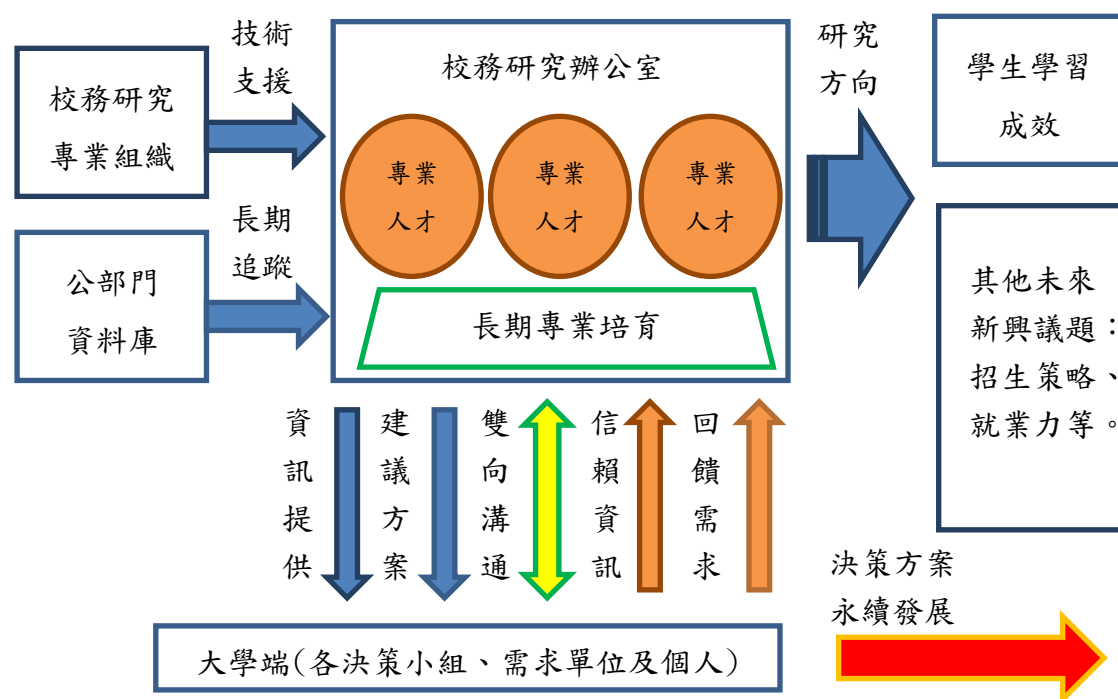 技術
支援
校務研究
專業組織
長期
追蹤
公部門
資料庫
校務研究辦公室
專業
人才
專業
人才
專業
人才
長期專業培育
研究
方向
學生學習
成效
其他未來
新興議題：
招生策略、
就業力等。
資訊提供
建議方案
雙向溝通
信賴資訊
回饋需求
大學端(各決策小組、需求單位及個人)
決策方案
永續發展